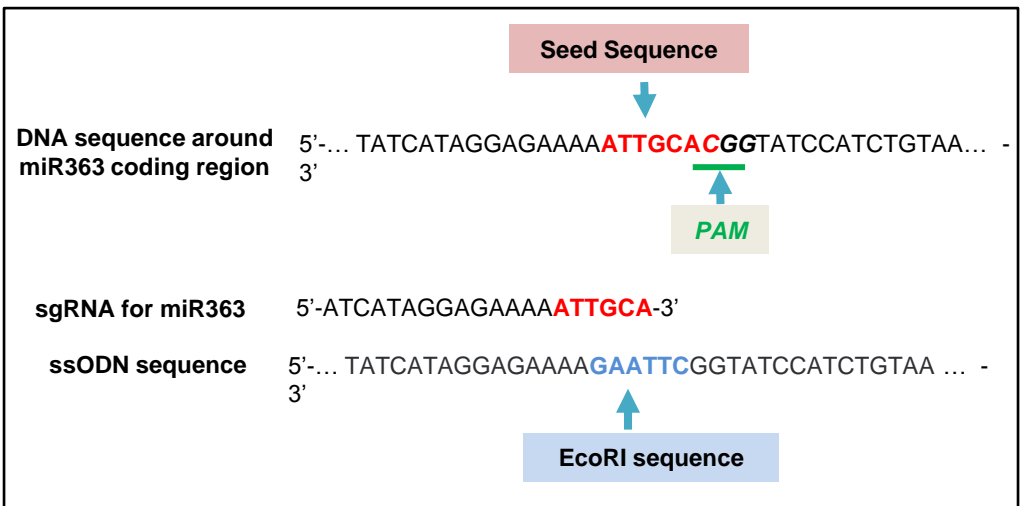 Seed Sequence
DNA sequence around
miR363 coding region
5’-… TATCATAGGAGAAAAATTGCACGGTATCCATCTGTAA… -
3’
PAM
sgRNA for miR363
5’-ATCATAGGAGAAAAATTGCA-3’
ssODN sequence
5’-… TATCATAGGAGAAAAGAATTCGGTATCCATCTGTAA … -
3’
EcoRI sequence